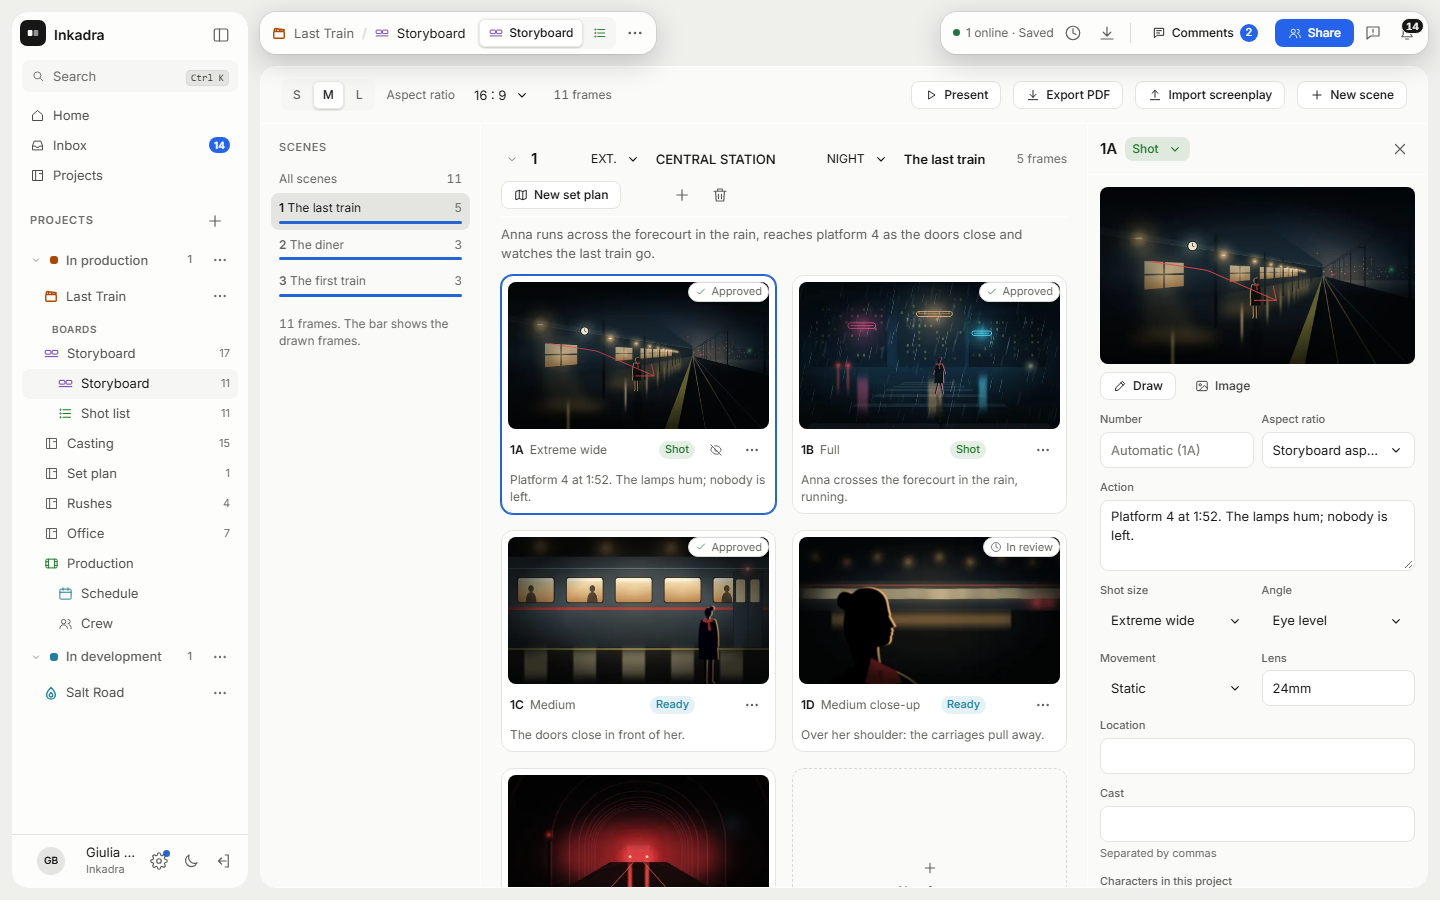 Inkadra
Search
Ctrl K
Home
Inbox
14
Projects
PROJECTS
In production
1
Last Train
BOARDS
Storyboard
17
Storyboard
11
Shot list
11
Casting
15
Set plan
1
Rushes
4
Office
7
Production
Schedule
Crew
In development
1
Salt Road
GB
Giulia ...
Inkadra
Last Train / Storyboard
Storyboard
1 online · Saved
Comments
2
Share
14
S
M
L
Aspect ratio
16 : 9
11 frames
Present
Export PDF
Import screenplay
New scene
SCENES
All scenes
11
1 The last train
5
2 The diner
3
3 The first train
3
11 frames. The bar shows the
drawn frames.
1
EXT.
CENTRAL STATION
NIGHT
The last train
5 frames
New set plan
Anna runs across the forecourt in the rain, reaches platform 4 as the doors close and
watches the last train go.
Approved
1A Extreme wide
Shot
Platform 4 at 1:52. The lamps hum; nobody is
left.
Approved
1B Full
Shot
Anna crosses the forecourt in the rain,
running.
Approved
1C Medium
Ready
The doors close in front of her.
In review
1D Medium close-up
Ready
Over her shoulder: the carriages pull away.
1A
Shot
Draw
Image
Number
Aspect ratio
Automatic (1A)
Storyboard asp...
Action
Platform 4 at 1:52. The lamps hum; nobody is
left.
Shot size
Angle
Extreme wide
Eye level
Movement
Lens
Static
24mm
Location
Cast
Separated by commas
Characters in this project